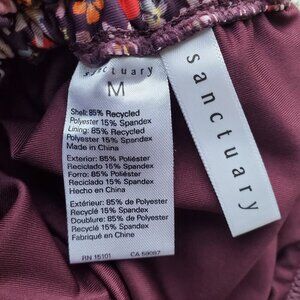 sanctuary
M
Shell: 85% Recycled
Polyester 15% Spandex
Lining: 85% Recycled
Polyester 15% Spandex
Made in China
Exterior: 85% Poliéster
Reciclado 15% Spandex
Forro: 85% Poliéster
Reciclado 15% Spandex
Hecho en China
Extérieur: 85% de Polyester
Recyclé 15% Spandex
Doublure: 85% de Polyester
Recyclé 15% Spandex
Fabriqué en China
RN 15101 CA 59087
sanctuary